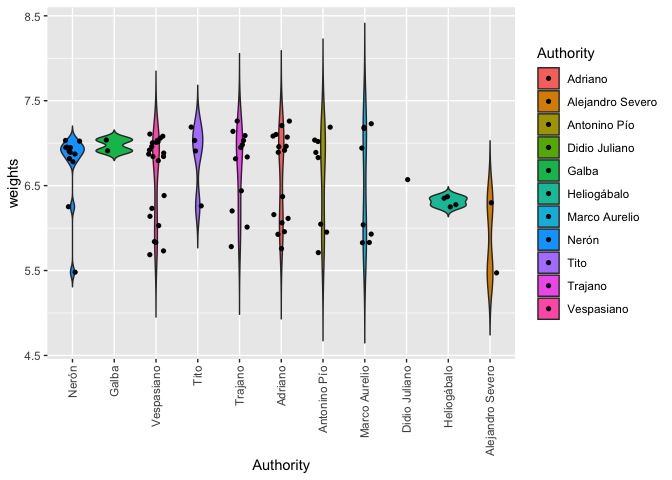 8.5
7.5
6.5
5.5
4.5
weights
Nerón
Galba
Vespasiano
Tito
Trajano
Adriano
Antonino Pío
Marco Aurelio
Didio Juliano
Heliogábalo
Alejandro Severo
Authority
Authority
Adriano
Alejandro Severo
Antonino Pío
Didio Juliano
Galba
Heliogábalo
Marco Aurelio
Nerón
Tito
Trajano
Vespasiano